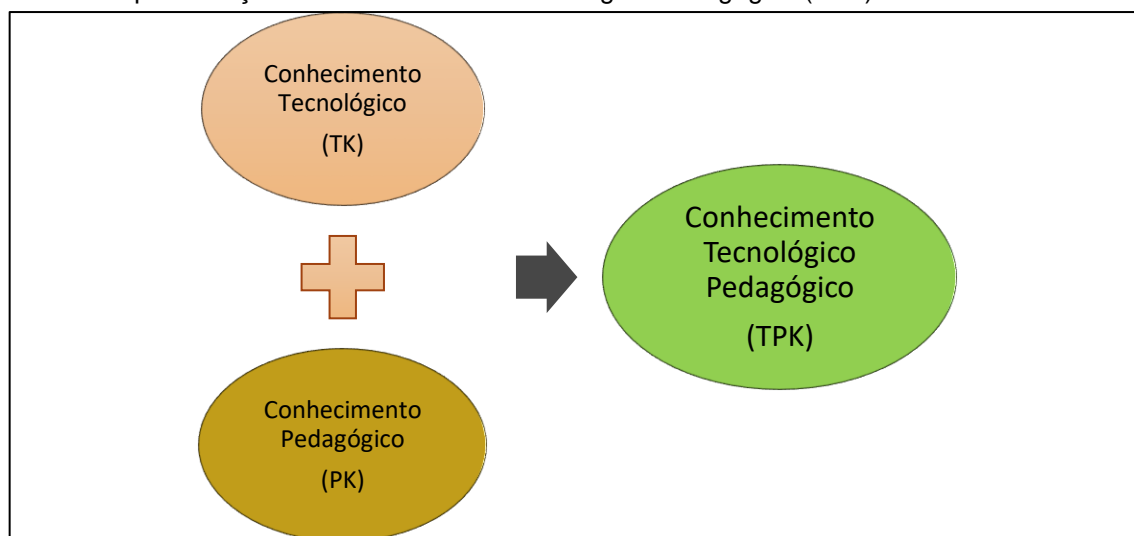 Conhecimento
Tecnológico
(TK)
Conhecimento
Pedagógico
(PK)
Conhecimento
Tecnológico
Pedagógico
(TPK)